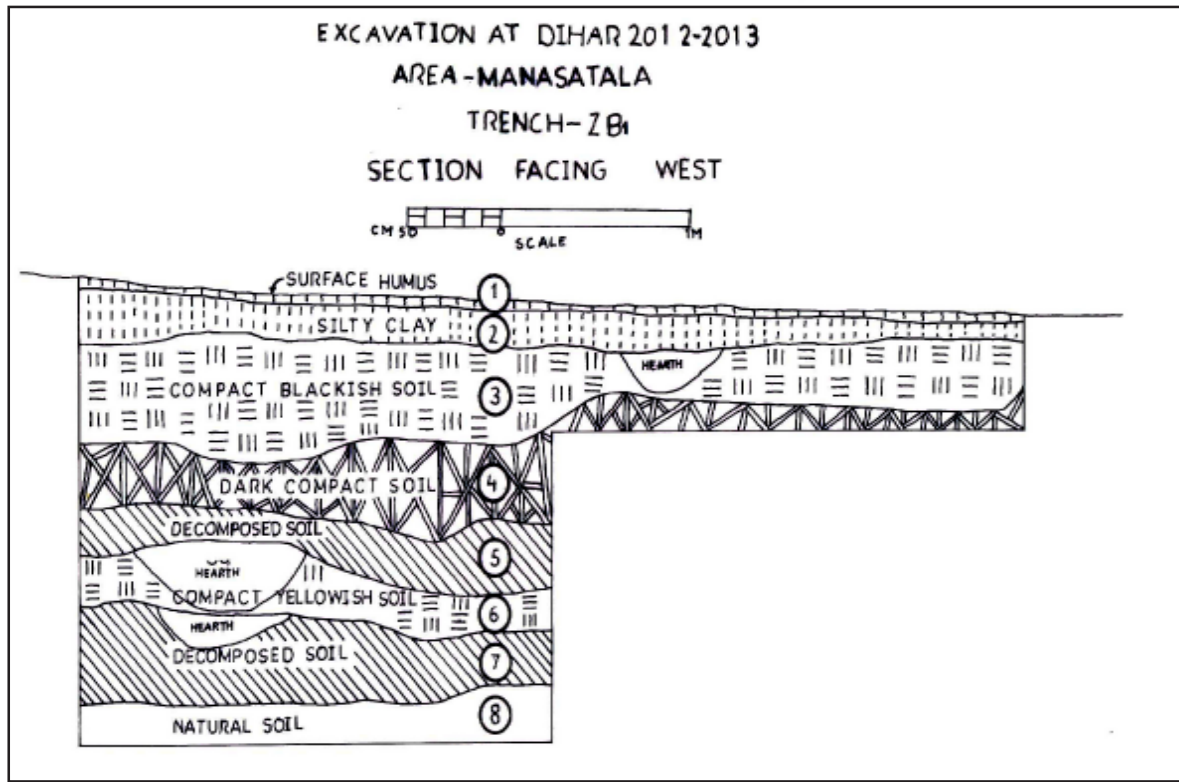 EXCAVATION AT DIHAR 2012-2013
AREA-MANASATALA
TRENCH-ZB1
SECTION FACING WEST
CM 50 0 1M
SCALE
SURFACE HUMUS
1
SILTY CLAY
2
HEARTH
COMPACT BLACKISH SOIL
3
DARK COMPACT SOIL
4
DECOMPOSED SOIL
5
HEARTH
COMPACT YELLOWISH SOIL
6
HEARTH
DECOMPOSED SOIL
7
NATURAL SOIL
8